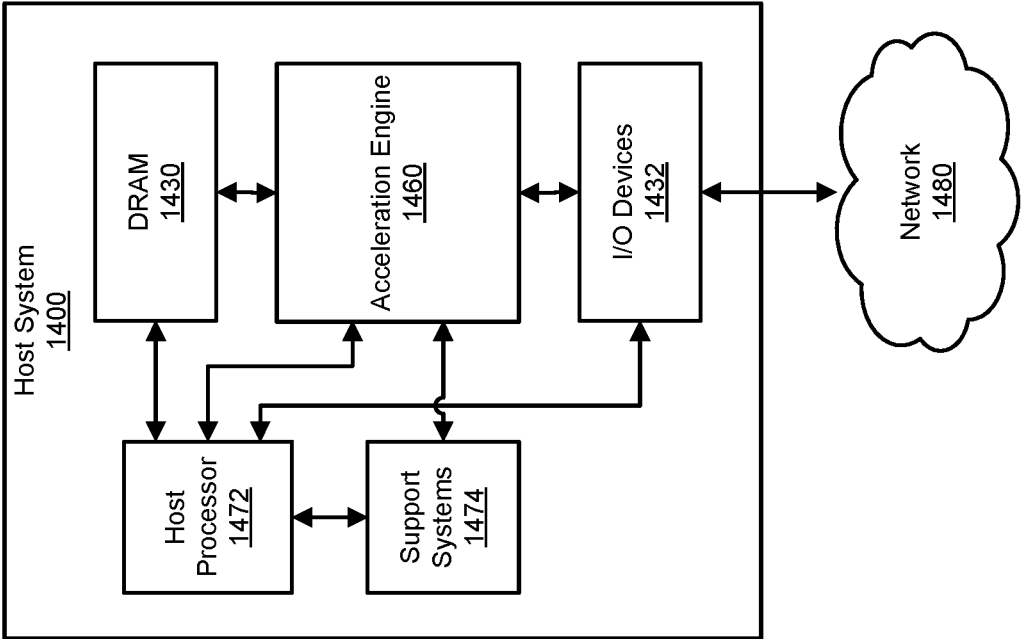 Host System
1400
DRAM
1430
Acceleration Engine
1460
I/O Devices
1432
Host
Processor
1472
Support
Systems
1474
Network
1480